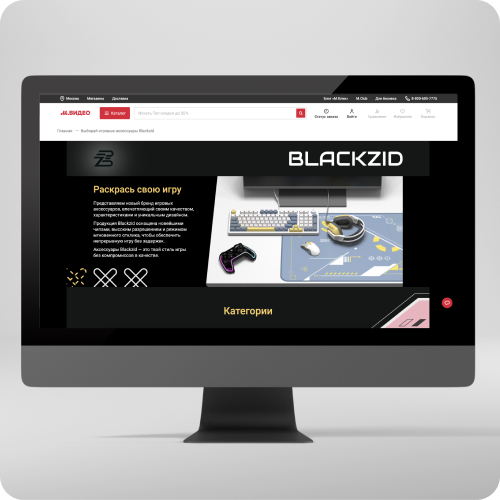 Москва Магазины Доставка Блог «М.Клик» M.Club Для бизнеса 8-800-600-7775
М.ВИДЕО Каталог Искать Топ скидок до 30% Статус заказа Войти Сравнение Избранное Корзина
Главная — Выбирай игровые аксессуары Blackzid
BLACKZID
Раскрась свою игру
Представляем новый бренд игровых
аксессуаров, впечатляющий своим качеством,
характеристиками и уникальным дизайном.
Продукция Blackzid оснащена новейшими
чипами, высоким разрешением и режимом
мгновенного отклика, чтобы обеспечить
непрерывную игру без задержек.
Аксессуары Blackzid — это твой стиль игры
без компромиссов в качестве.
Категории